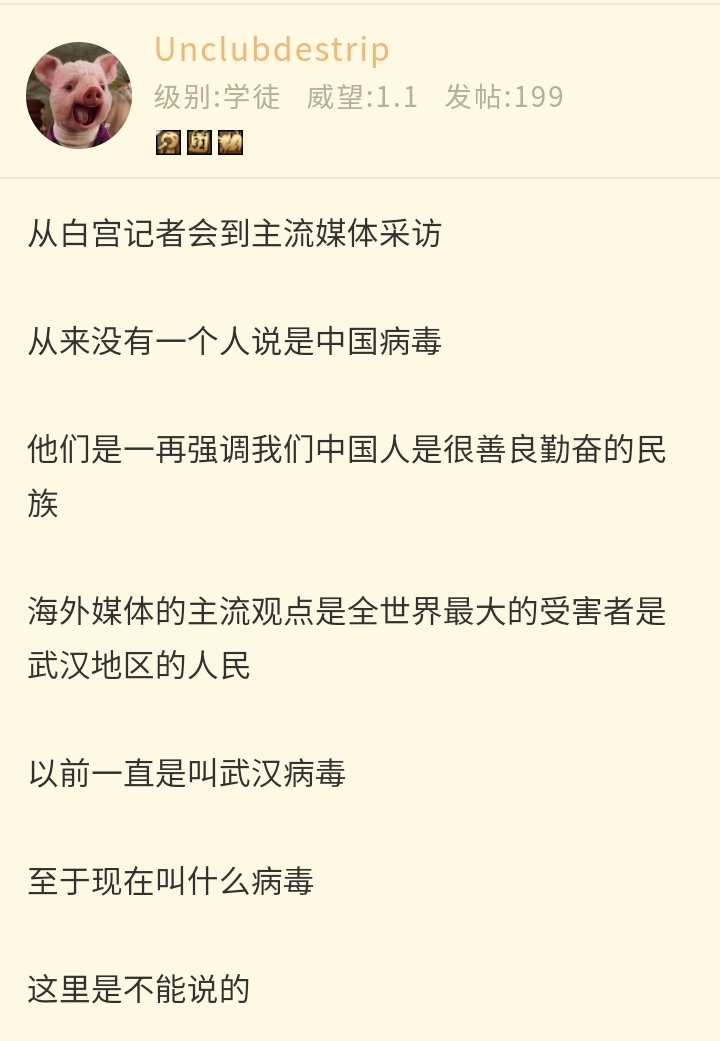 Unclubdestrip
级别:学徒 威望:1.1 发帖:199
从白宫记者会到主流媒体采访
从来没有一个人说是中国病毒
他们是一再强调我们中国人是很善良勤奋的民
族
海外媒体的主流观点是全世界最大的受害者是
武汉地区的人民
以前一直是叫武汉病毒
至于现在叫什么病毒
这里是不能说的